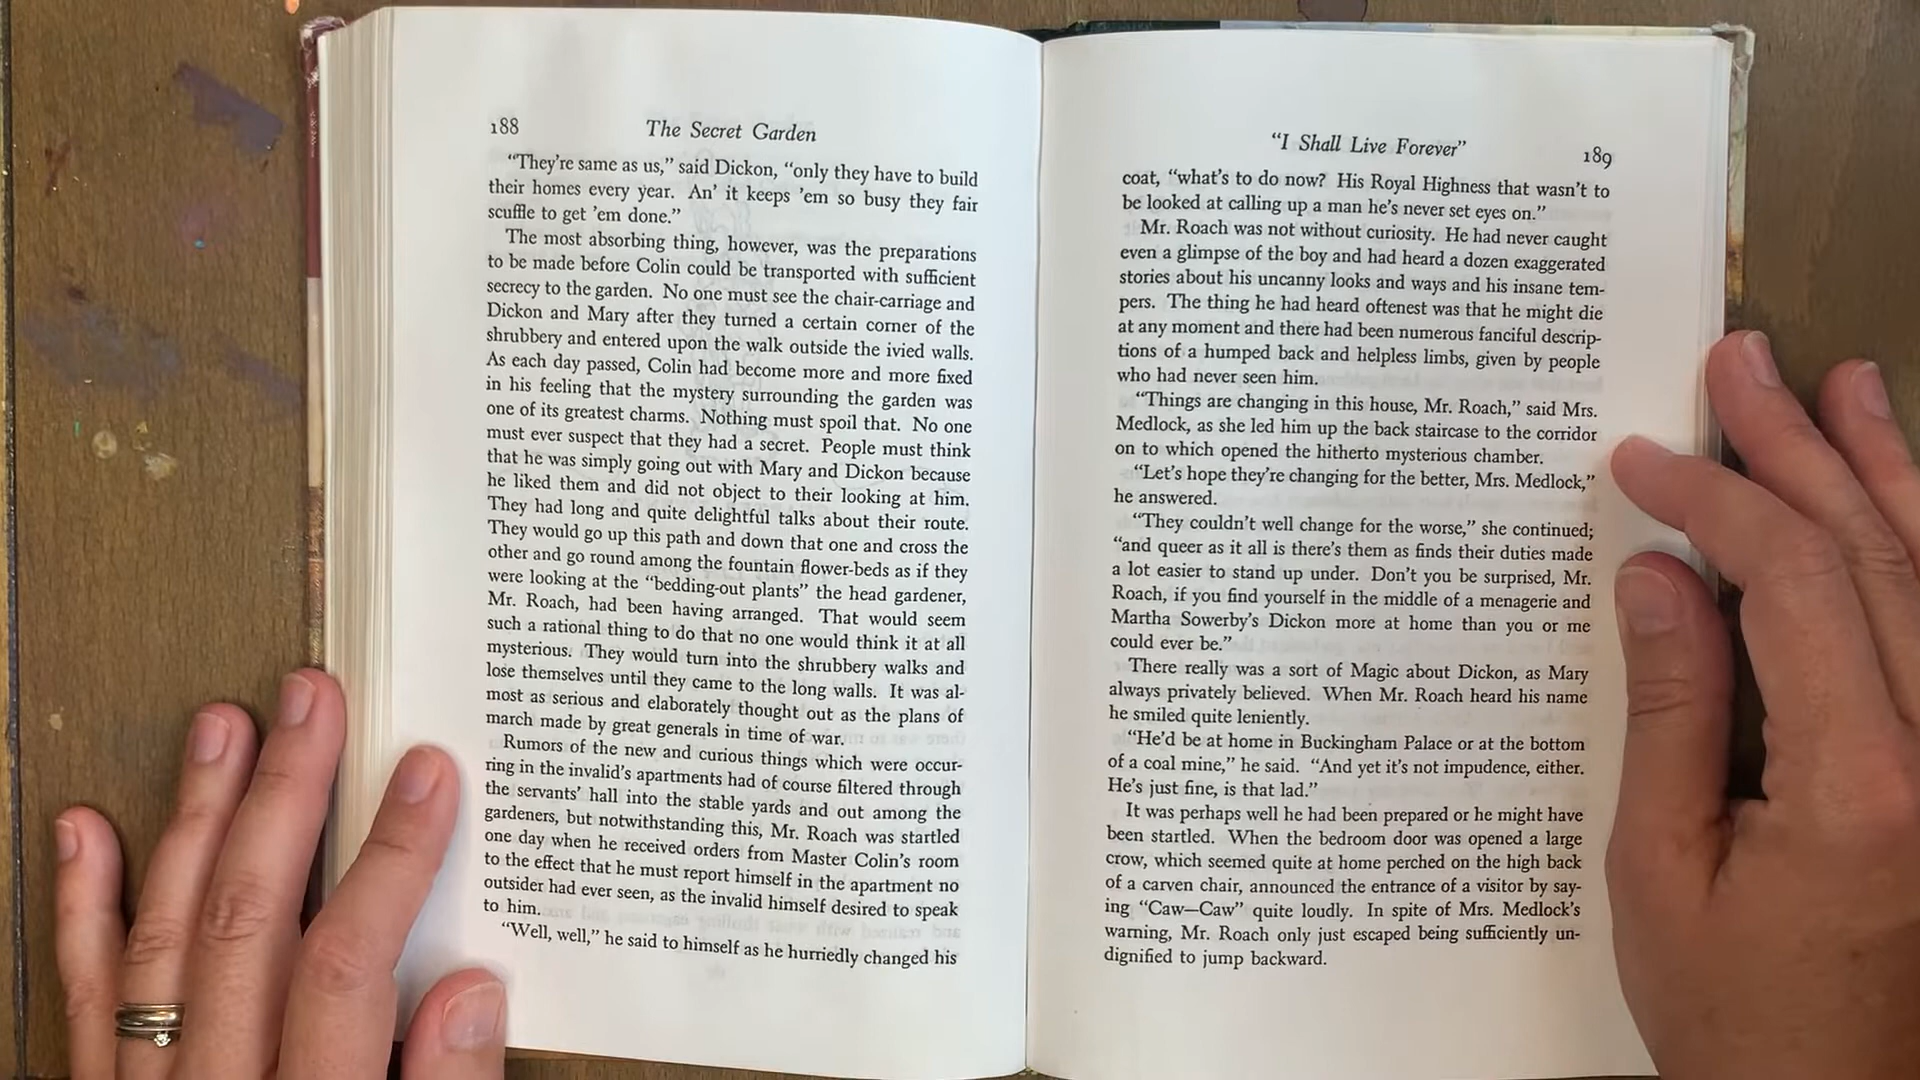 188
The Secret Garden
“They’re same as us,” said Dickon, “only they have to build
their homes every year. An’ it keeps ’em so busy they fair
scuffle to get ’em done.”
The most absorbing thing, however, was the preparations
to be made before Colin could be transported with sufficient
secrecy to the garden. No one must see the chair-carriage and
Dickon and Mary after they turned a certain corner of the
shrubbery and entered upon the walk outside the ivied walls.
As each day passed, Colin had become more and more fixed
in his feeling that the mystery surrounding the garden was
one of its greatest charms. Nothing must spoil that. No one
must ever suspect that they had a secret. People must think
that he was simply going out with Mary and Dickon because
he liked them and did not object to their looking at him.
They had long and quite delightful talks about their route.
They would go up this path and down that one and cross the
other and go round among the fountain flower-beds as if they
were looking at the “bedding-out plants” the head gardener,
Mr. Roach, had been having arranged. That would seem
such a rational thing to do that no one would think it at all
mysterious. They would turn into the shrubbery walks and
lose themselves until they came to the long walls. It was al-
most as serious and elaborately thought out as the plans of
march made by great generals in time of war.
Rumors of the new and curious things which were occur-
ring in the invalid’s apartments had of course filtered through
the servants’ hall into the stable yards and out among the
gardeners, but notwithstanding this, Mr. Roach was startled
one day when he received orders from Master Colin’s room
to the effect that he must report himself in the apartment no
outsider had ever seen, as the invalid himself desired to speak
to him.
“Well, well,” he said to himself as he hurriedly changed his
“I Shall Live Forever”
189
coat, “what’s to do now? His Royal Highness that wasn’t to
be looked at calling up a man he’s never set eyes on.”
Mr. Roach was not without curiosity. He had never caught
even a glimpse of the boy and had heard a dozen exaggerated
stories about his uncanny looks and ways and his insane tem-
pers. The thing he had heard oftenest was that he might die
at any moment and there had been numerous fanciful descrip-
tions of a humped back and helpless limbs, given by people
who had never seen him.
“Things are changing in this house, Mr. Roach,” said Mrs.
Medlock, as she led him up the back staircase to the corridor
on to which opened the hitherto mysterious chamber.
“Let’s hope they’re changing for the better, Mrs. Medlock,”
he answered.
“They couldn’t well change for the worse,” she continued;
“and queer as it all is there’s them as finds their duties made
a lot easier to stand up under. Don’t you be surprised, Mr.
Roach, if you find yourself in the middle of a menagerie and
Martha Sowerby’s Dickon more at home than you or me
could ever be.”
There really was a sort of Magic about Dickon, as Mary
always privately believed. When Mr. Roach heard his name
he smiled quite leniently.
“He’d be at home in Buckingham Palace or at the bottom
of a coal mine,” he said. “And yet it’s not impudence, either.
He’s just fine, is that lad.”
It was perhaps well he had been prepared or he might have
been startled. When the bedroom door was opened a large
crow, which seemed quite at home perched on the high back
of a carven chair, announced the entrance of a visitor by say-
ing “Caw—Caw” quite loudly. In spite of Mrs. Medlock’s
warning, Mr. Roach only just escaped being sufficiently un-
dignified to jump backward.